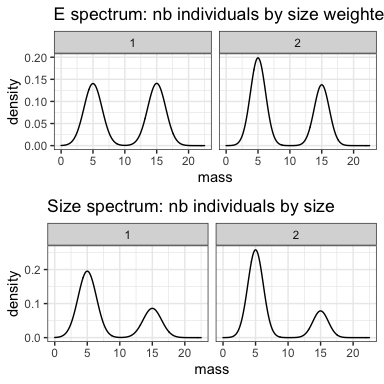 E spectrum: nb individuals by size weighte
1 2
0.20
0.15
0.10
0.05
0.00
density
0 5 10 15 20 0 5 10 15 20
mass
Size spectrum: nb individuals by size
1 2
0.2
0.1
0.0
density
0 5 10 15 20 0 5 10 15 20
mass